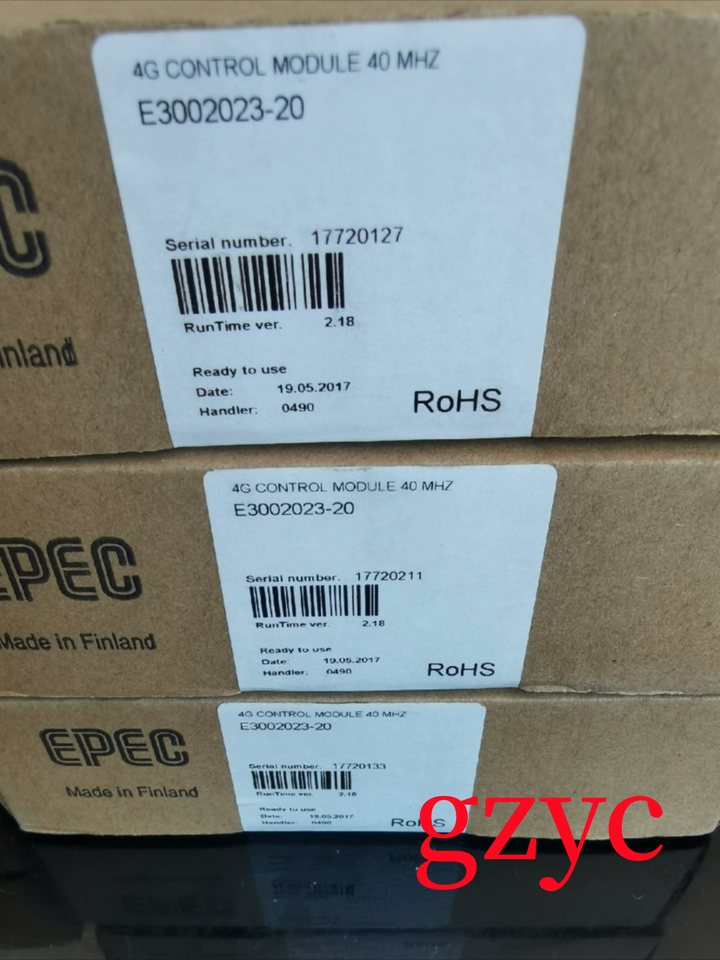 4G CONTROL MODULE 40 MHZ
E3002023-20
C
inland
Serial number. 17720127
RunTime ver. 2.18
Ready to use
Date: 19.05.2017
Handler: 0490
RoHS
4G CONTROL MODULE 40 MHZ
E3002023-20
EPEC
Made in Finland
Serial number. 17720211
RunTime ver. 2.18
Ready to use
Date: 19.05.2017
Handler: 0490
RoHS
4G CONTROL MODULE 40 MHZ
E3002023-20
EPEC
Made in Finland
Serial number. 17720133
RunTime ver. 2.18
Ready to use
Date: 19.05.2017
Handler: 0490
RoHS
gzyc